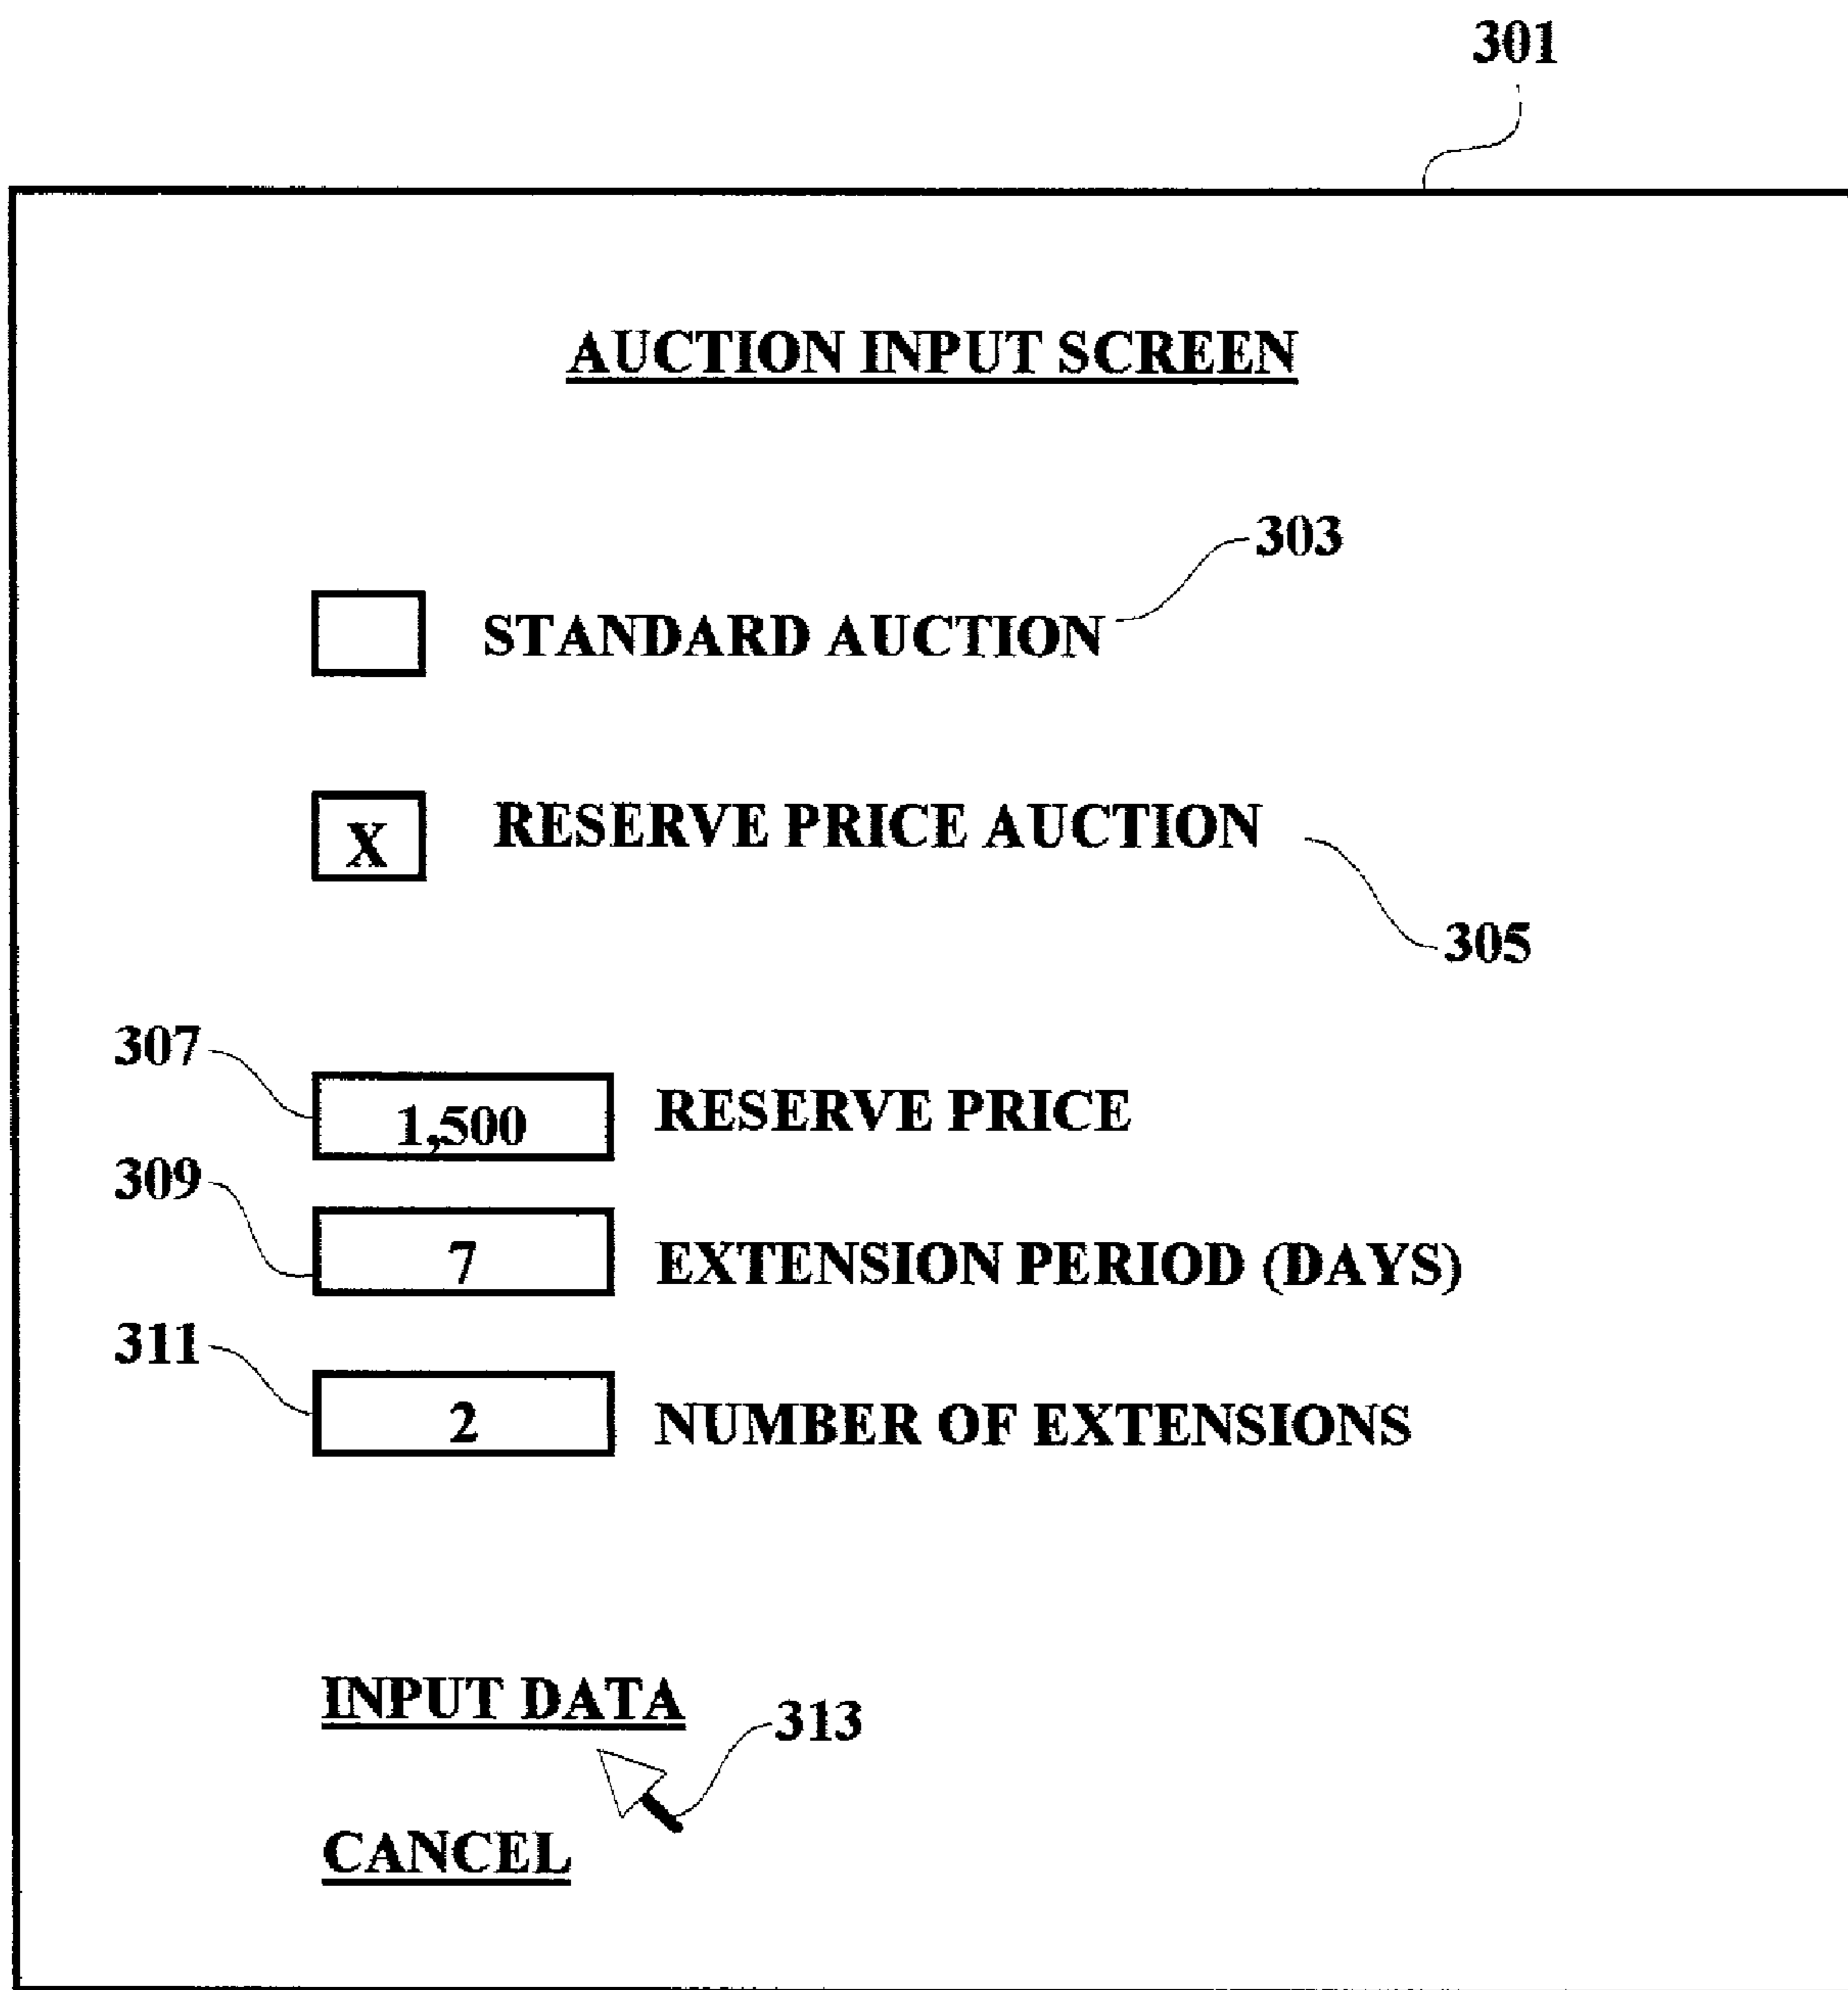 301
AUCTION INPUT SCREEN
303
STANDARD AUCTION
X RESERVE PRICE AUCTION
305
307
1,500 RESERVE PRICE
309
7 EXTENSION PERIOD (DAYS)
311
2 NUMBER OF EXTENSIONS
INPUT DATA
313
CANCEL